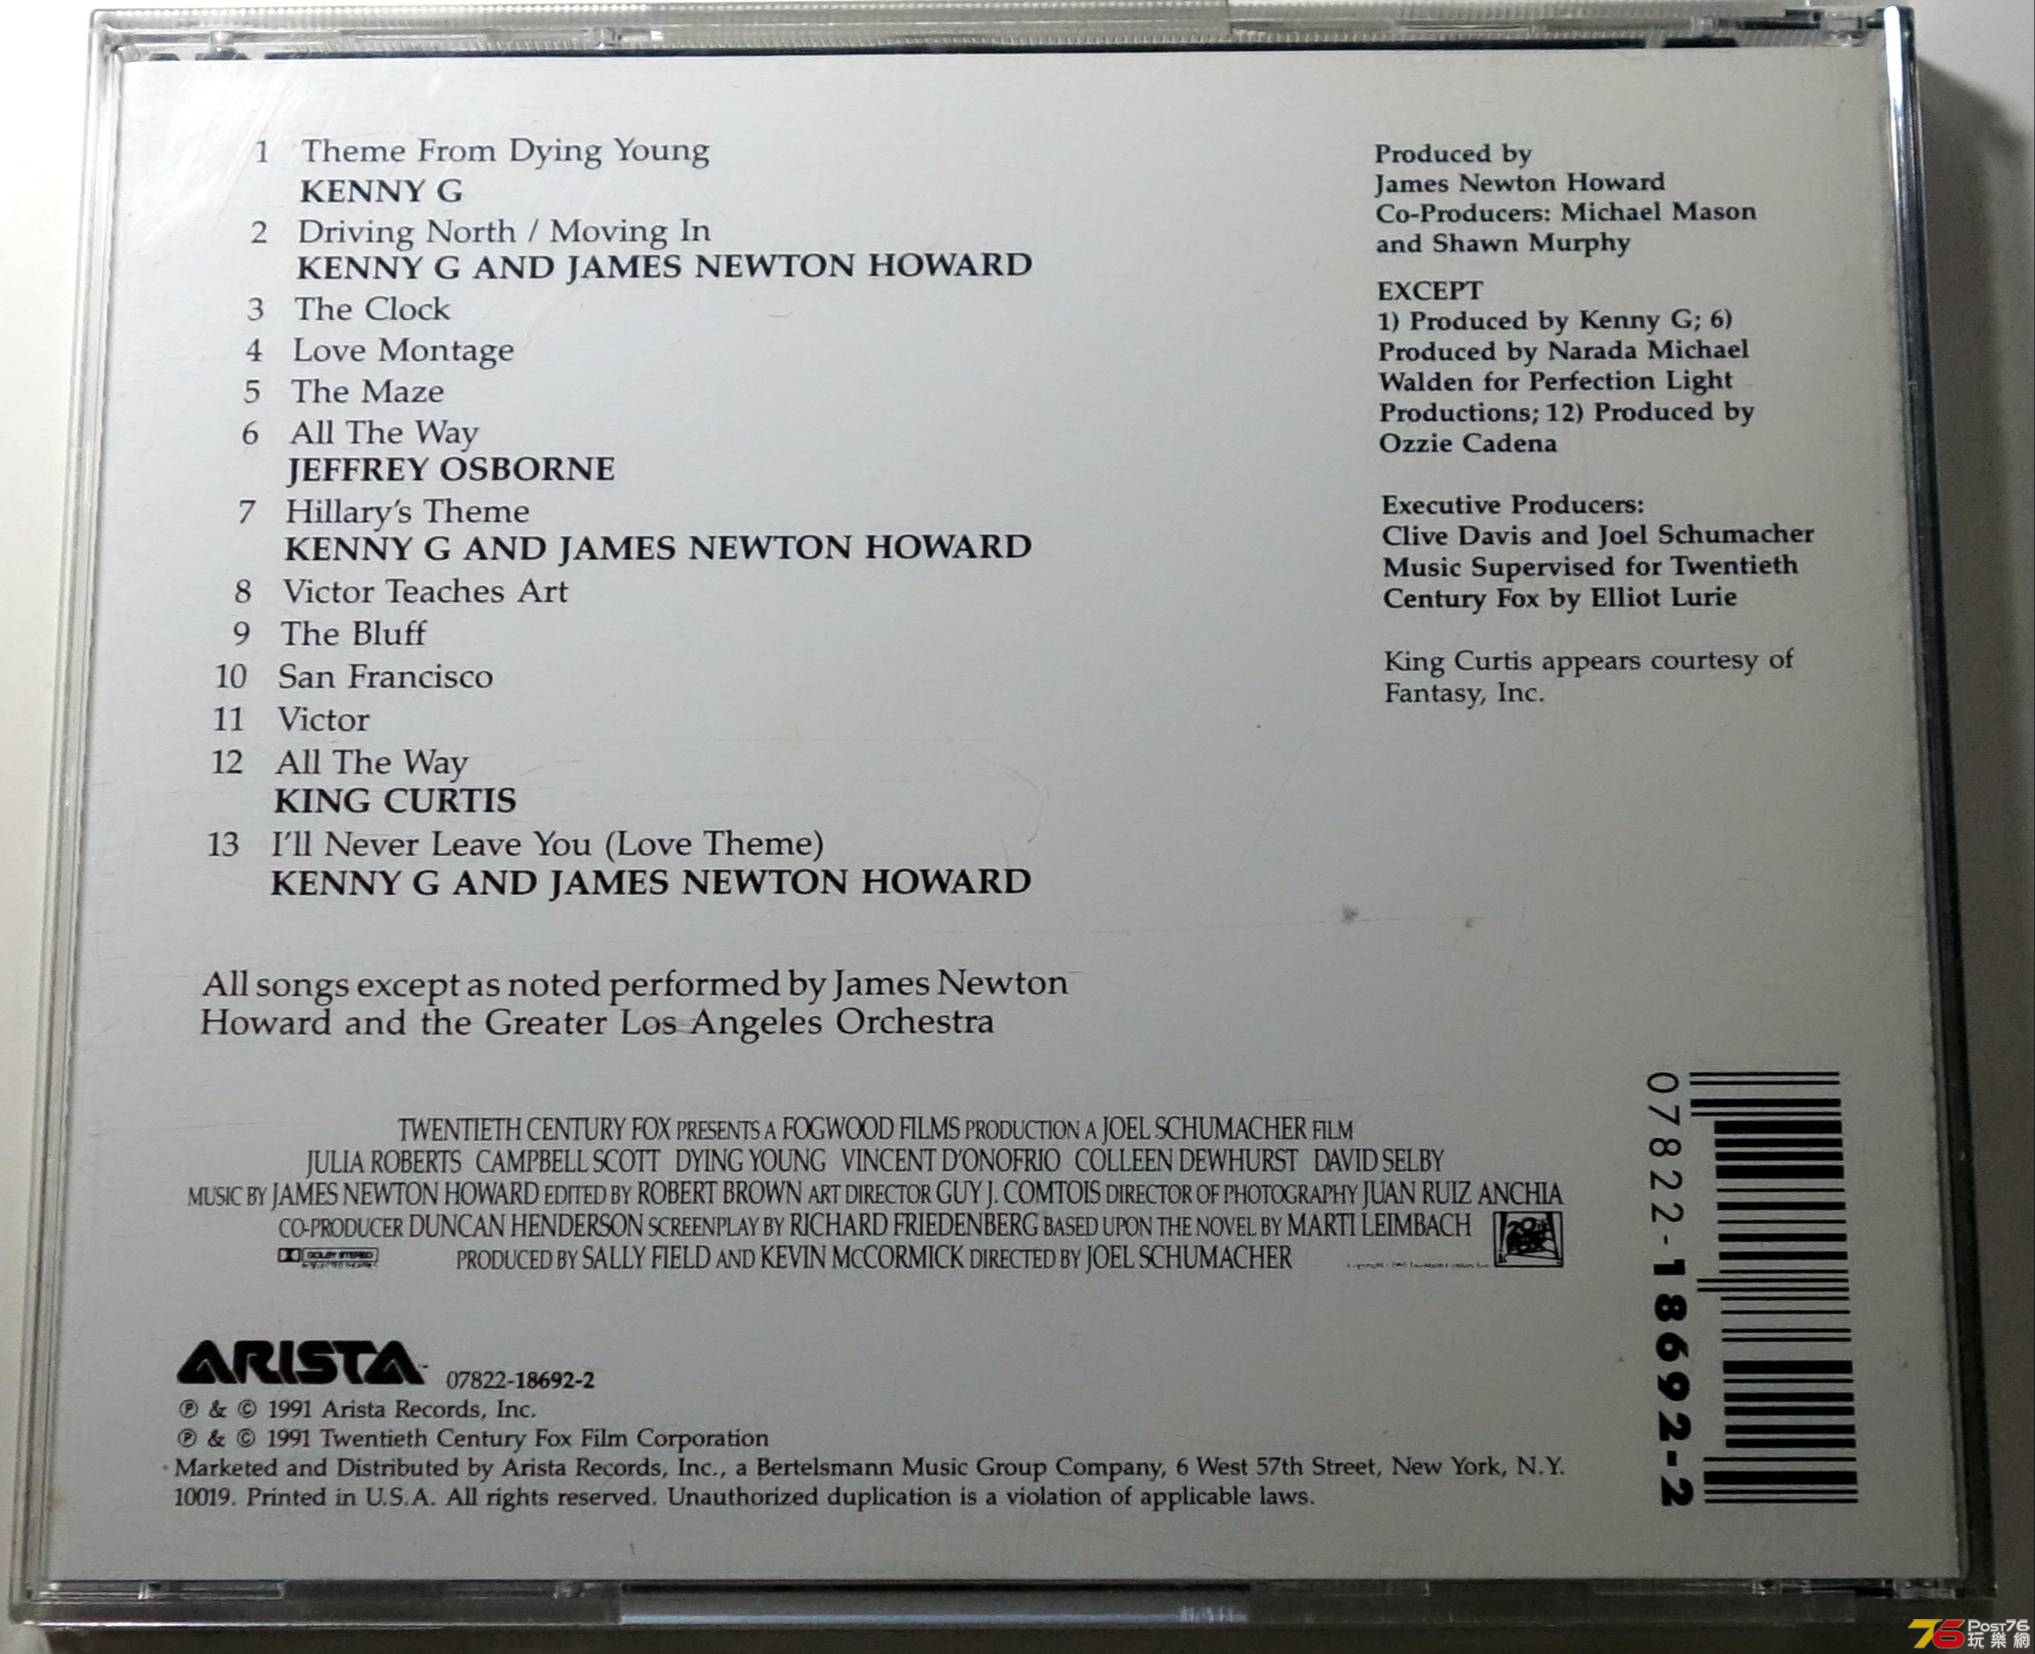 1 Theme From Dying Young
KENNY G
2 Driving North / Moving In
KENNY G AND JAMES NEWTON HOWARD
3 The Clock
4 Love Montage
5 The Maze
6 All The Way
JEFFREY OSBORNE
7 Hillary's Theme
KENNY G AND JAMES NEWTON HOWARD
8 Victor Teaches Art
9 The Bluff
10 San Francisco
11 Victor
12 All The Way
KING CURTIS
13 I'll Never Leave You (Love Theme)
KENNY G AND JAMES NEWTON HOWARD
All songs except as noted performed by James Newton
Howard and the Greater Los Angeles Orchestra
Produced by
James Newton Howard
Co-Producers: Michael Mason
and Shawn Murphy
EXCEPT
1) Produced by Kenny G; 6)
Produced by Narada Michael
Walden for Perfection Light
Productions; 12) Produced by
Ozzie Cadena
Executive Producers:
Clive Davis and Joel Schumacher
Music Supervised for Twentieth
Century Fox by Elliot Lurie
King Curtis appears courtesy of
Fantasy, Inc.
TWENTIETH CENTURY FOX PRESENTS A FOGWOOD FILMS PRODUCTION A JOEL SCHUMACHER FILM
JULIA ROBERTS CAMPBELL SCOTT DYING YOUNG VINCENT D'ONOFRIO COLLEEN DEWHURST DAVID SELBY
MUSIC BY JAMES NEWTON HOWARD EDITED BY ROBERT BROWN ART DIRECTOR GUY J. COMTOIS DIRECTOR OF PHOTOGRAPHY JUAN RUIZ ANCHIA
CO-PRODUCER DUNCAN HENDERSON SCREENPLAY BY RICHARD FRIEDENBERG BASED UPON THE NOVEL BY MARTI LEIMBACH
DOLBY STEREO
PRODUCED BY SALLY FIELD AND KEVIN McCORMICK DIRECTED BY JOEL SCHUMACHER
ARISTA™ 07822-18692-2
℗ & © 1991 Arista Records, Inc.
℗ & © 1991 Twentieth Century Fox Film Corporation
Marketed and Distributed by Arista Records, Inc., a Bertelsmann Music Group Company, 6 West 57th Street, New York, N.Y.
10019. Printed in U.S.A. All rights reserved. Unauthorized duplication is a violation of applicable laws.
07822-18692-2
76 Post76
玩樂網